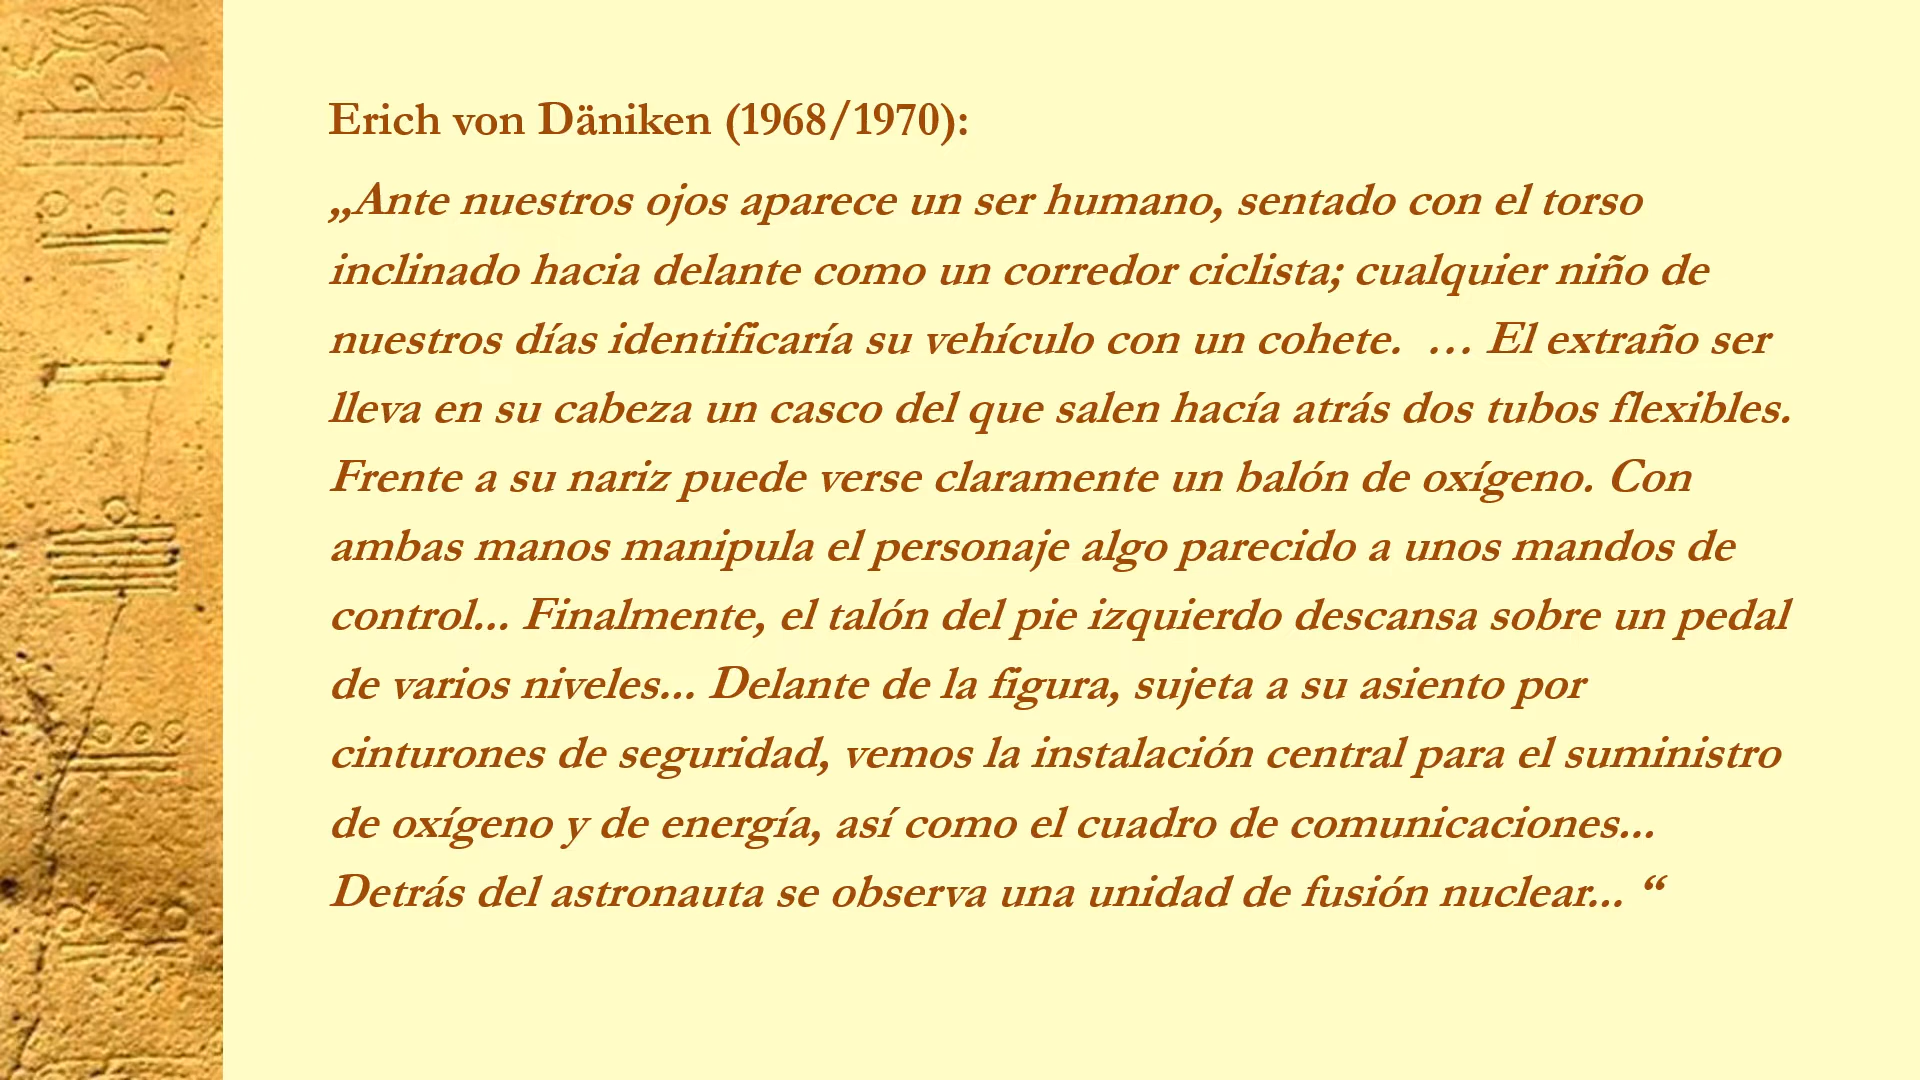 Erich von Däniken (1968/1970):
„Ante nuestros ojos aparece un ser humano, sentado con el torso
inclinado hacia delante como un corredor ciclista; cualquier niño de
nuestros días identificaría su vehículo con un cohete.  … El extraño ser
lleva en su cabeza un casco del que salen hacía atrás dos tubos flexibles.
Frente a su nariz puede verse claramente un balón de oxígeno. Con
ambas manos manipula el personaje algo parecido a unos mandos de
control... Finalmente, el talón del pie izquierdo descansa sobre un pedal
de varios niveles... Delante de la figura, sujeta a su asiento por
cinturones de seguridad, vemos la instalación central para el suministro
de oxígeno y de energía, así como el cuadro de comunicaciones...
Detrás del astronauta se observa una unidad de fusión nuclear... “